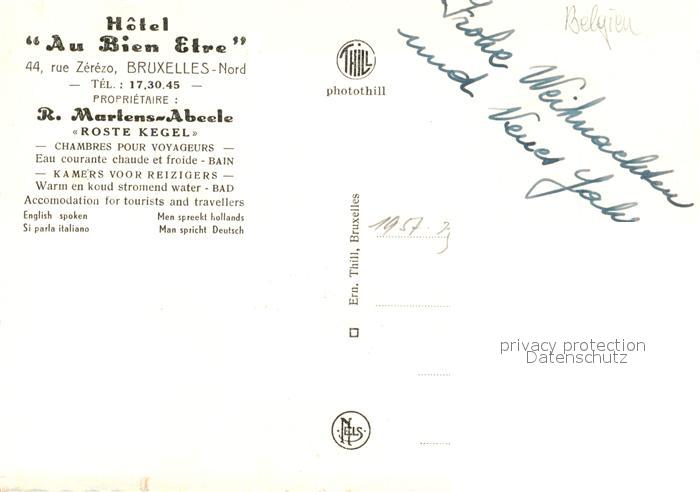 Hôtel
"Au Bien Etre"
44, rue Zérézo, BRUXELLES-Nord
— TÉL. : 17.30.45 —
PROPRIÉTAIRE :
R. Martens-Abeele
«ROSTE KEGEL»
— CHAMBRES POUR VOYAGEURS —
Eau courante chaude et froide - BAIN
— KAMERS VOOR REIZIGERS —
Warm en koud stromend water - BAD
Accomodation for tourists and travellers
English spoken Men spreekt hollands
Si parla italiano Man spricht Deutsch
THILL
photothill
Ern. Thill, Bruxelles
NELS
Belgien
Frohe Weihnachten
und Neues Jahr
1957.
privacy protection
Datenschutz